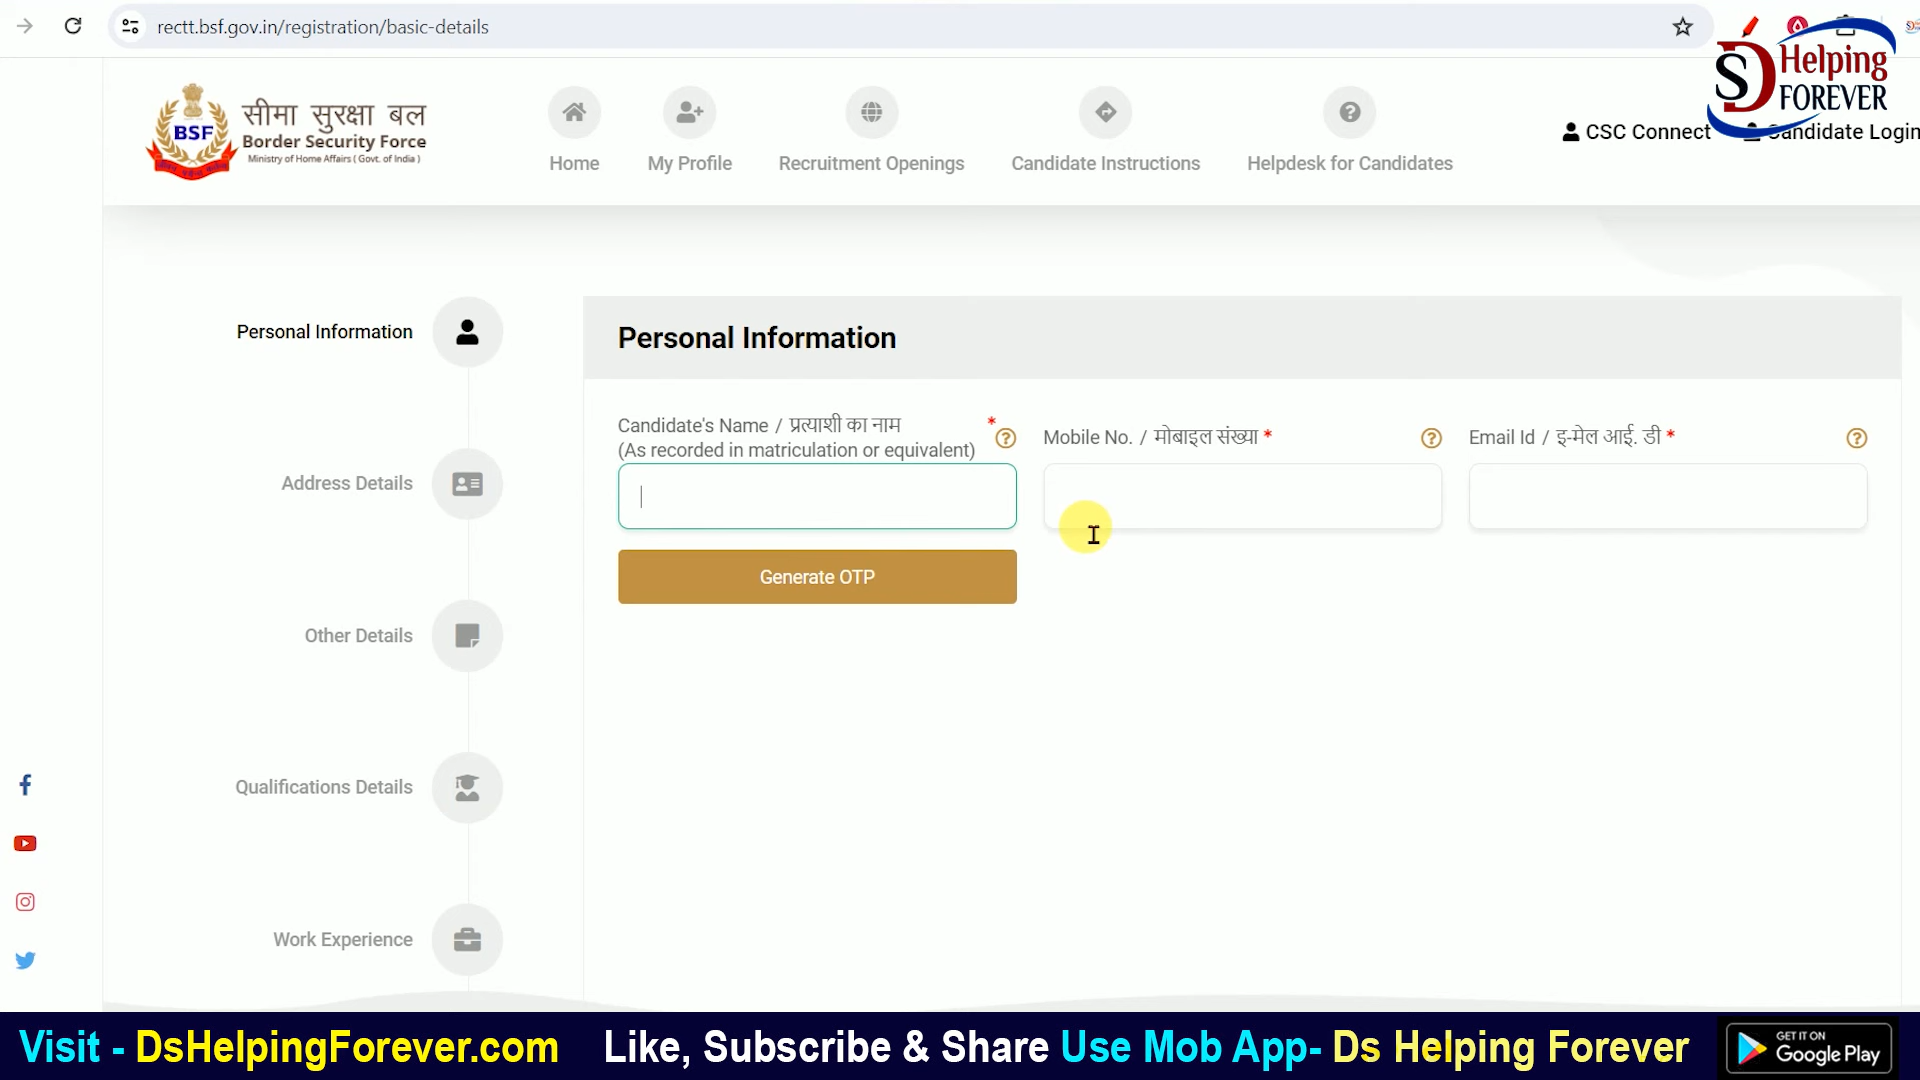 rectt.bsf.gov.in/registration/basic-details
SD Helping
FOREVER
BSF
सीमा सुरक्षा बल
Border Security Force
Ministry of Home Affairs ( Govt. of India )
Home
My Profile
Recruitment Openings
Candidate Instructions
Helpdesk for Candidates
CSC Connect
Candidate Login
Personal Information
Address Details
Other Details
Qualifications Details
Work Experience
Personal Information
Candidate's Name / प्रत्याशी का नाम *
(As recorded in matriculation or equivalent)
Mobile No. / मोबाइल संख्या *
Email Id / इ-मेल आई. डी *
Generate OTP
Visit - DsHelpingForever.com Like, Subscribe & Share Use Mob App- Ds Helping Forever
GET IT ON
Google Play